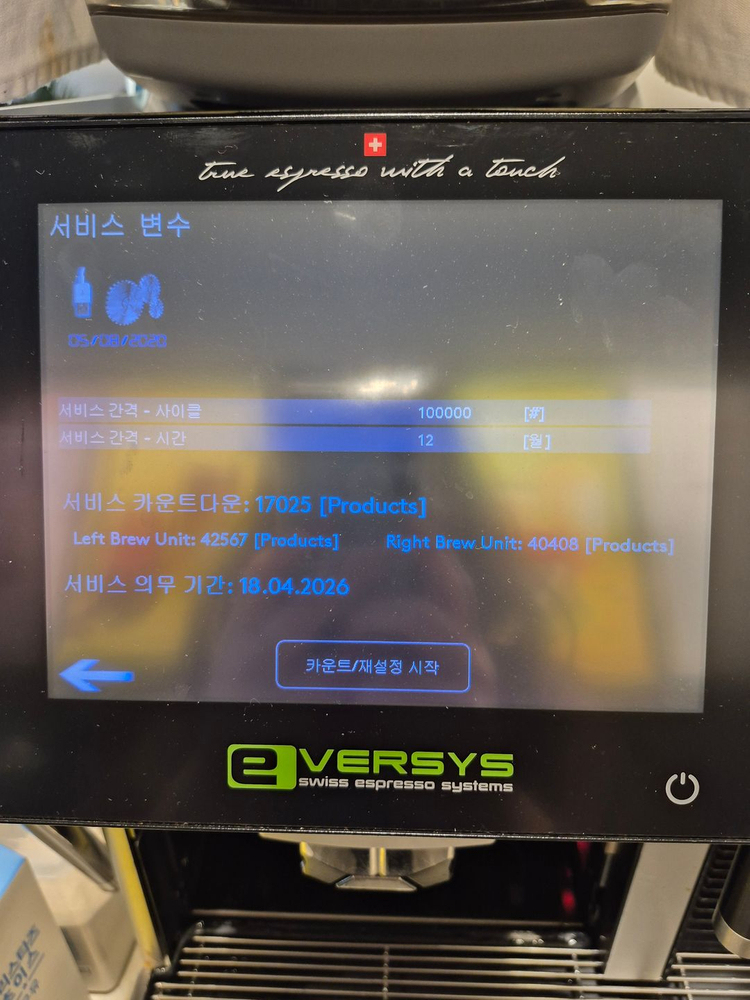 true espresso with a touch
서비스 변수
서비스 간격 - 사이클 100000 [#]
서비스 간격 - 시간 12 [월]
서비스 카운트다운: 17025 [Products]
Left Brew Unit: 42567 [Products] Right Brew Unit: 40408 [Products]
서비스 의무 기간: 18.04.2026
카운트/재설정 시작
eVERSYS
swiss espresso systems